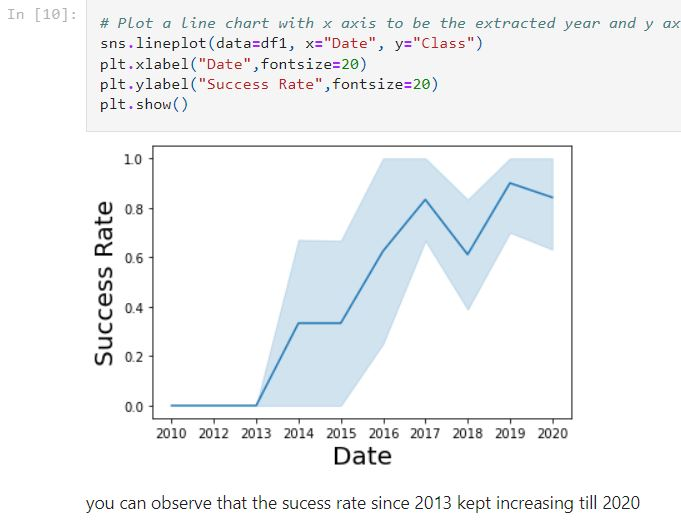 In [10]:
# Plot a line chart with x axis to be the extracted year and y ax
sns.lineplot(data=df1, x="Date", y="Class")
plt.xlabel("Date",fontsize=20)
plt.ylabel("Success Rate",fontsize=20)
plt.show()
1.0
0.8
0.6
0.4
0.2
0.0
Success Rate
2010 2012 2013 2014 2015 2016 2017 2018 2019 2020
Date
you can observe that the sucess rate since 2013 kept increasing till 2020